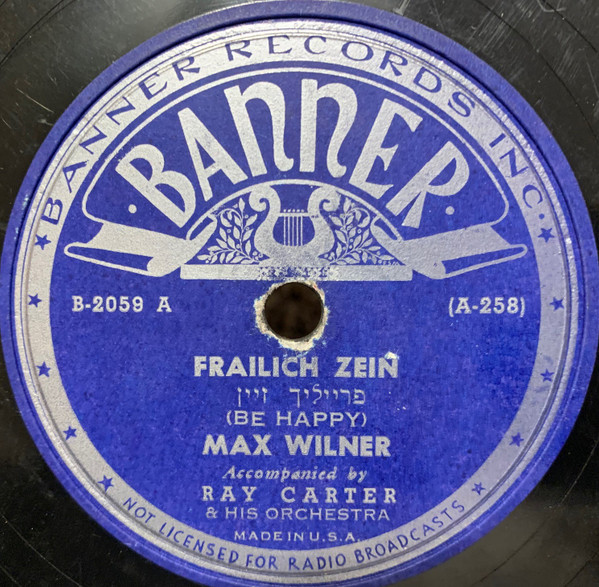 BANNER RECORDS INC.
BANNER
B-2059 A
(A-258)
FRAILICH ZEIN
פרייליך זיין
(BE HAPPY)
MAX WILNER
Accompanied by
RAY CARTER
& HIS ORCHESTRA
MADE IN U.S.A.
NOT LICENSED FOR RADIO BROADCASTS